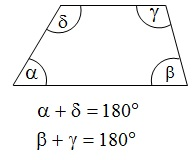 δ γ
α β
α + δ = 180°
β + γ = 180°